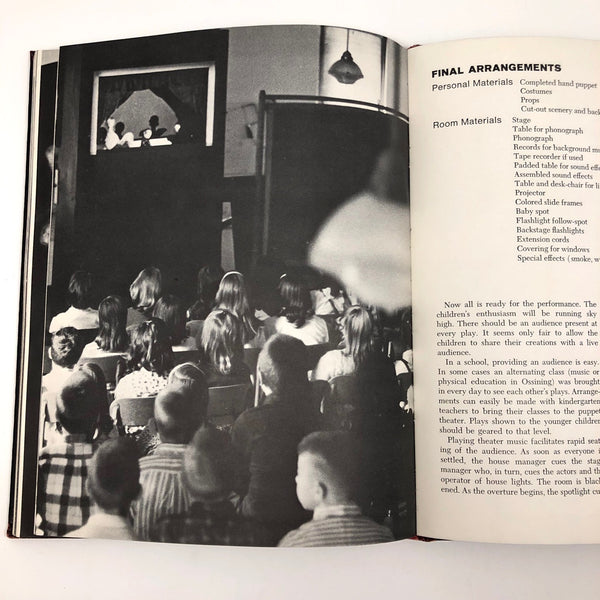 FINAL ARRANGEMENTS
Personal Materials Completed hand puppet
Costumes
Props
Cut-out scenery and
Room Materials Stage
Table for phonograph
Phonograph
Records for background
Tape recorder if used
Padded table for sound
Assembled sound effects
Table and desk-chair for
Projector
Colored slide frames
Baby spot
Flashlight follow-spot
Backstage flashlights
Extension cords
Covering for windows
Special effects (smoke,
Now all is ready for the performance. The
children's enthusiasm will be running sky
high. There should be an audience present at
every play. It seems only fair to allow the
children to share their creations with a live
audience.
In a school, providing an audience is easy.
In some cases an alternating class (music or
physical education in Ossining) was brought
in every day to see each other's plays. Arrange-
ments can easily be made with kindergarten
teachers to bring their classes to the puppet
theater. Plays shown to the younger children
should be geared to that level.
Playing theater music facilitates rapid seat-
ing of the audience. As soon as everyone
settled, the house manager cues the
manager who, in turn, cues the actors and the
operator of house lights. The room is
ened. As the overture begins, the spotlight